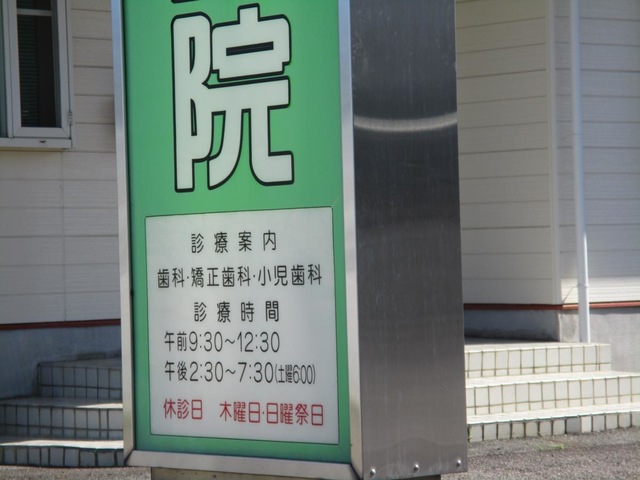 院
診療案内
歯科・矯正歯科・小児歯科
診療時間
午前9:30～12:30
午後2:30～7:30(土曜6:00)
休診日 木曜日・日曜祭日